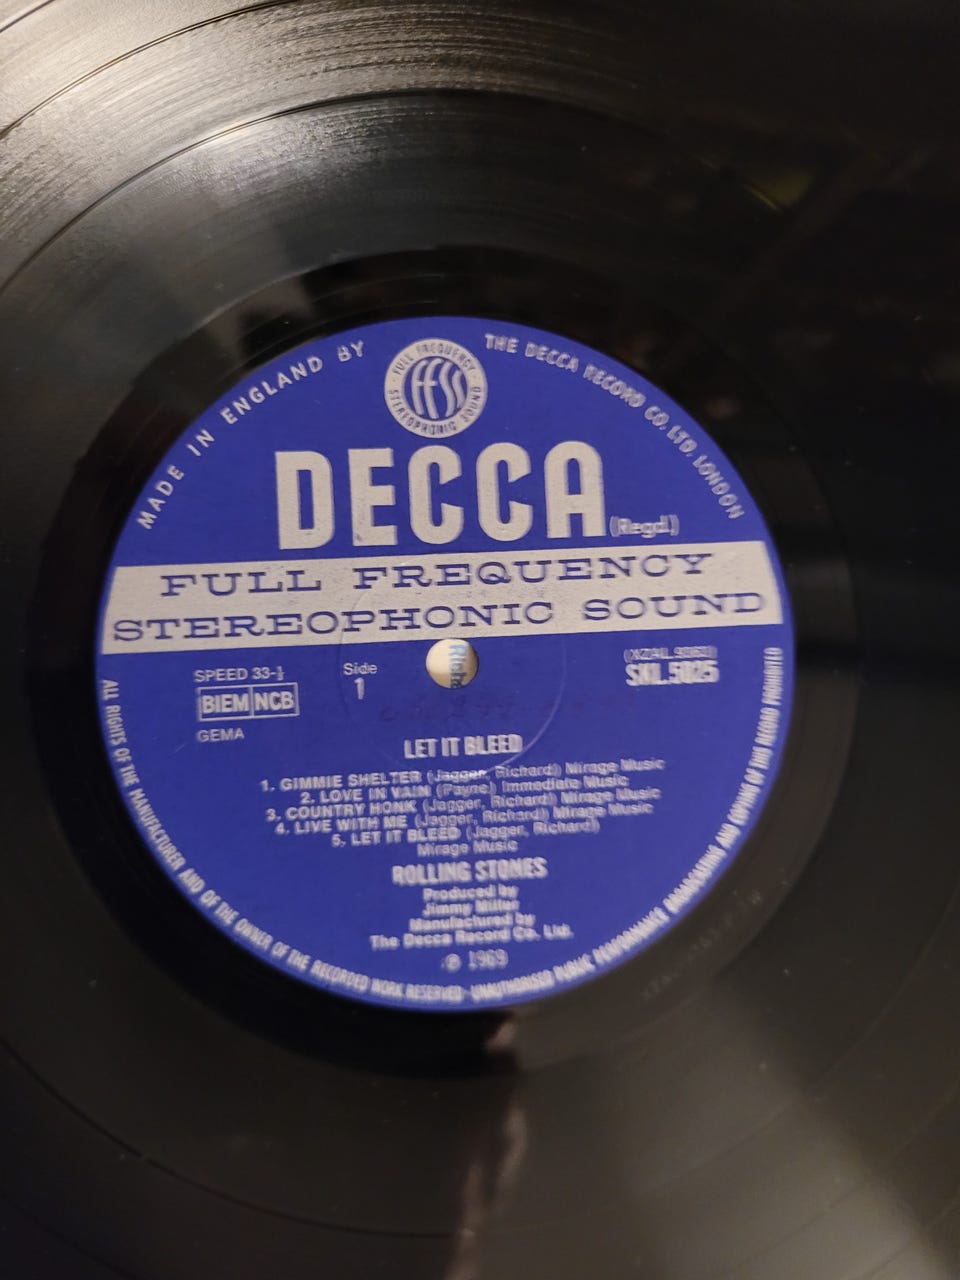 MADE IN ENGLAND BY
THE DECCA RECORD CO. LTD. LONDON
FULL FREQUENCY
ffss
STEREOPHONIC SOUND
DECCA (Regd.)
FULL FREQUENCY
STEREOPHONIC SOUND
SPEED 33-⅓
BIEM NCB
GEMA
Side
1
SKL.5025
LET IT BLEED
1. GIMMIE SHELTER (Jagger, Richard) Mirage Music
2. LOVE IN VAIN (Payne) Immediate Music
3. COUNTRY HONK (Jagger, Richard) Mirage Music
4. LIVE WITH ME (Jagger, Richard) Mirage Music
5. LET IT BLEED (Jagger, Richard)
Mirage Music
ROLLING STONES
Produced by
Jimmy Miller
Manufactured by
The Decca Record Co. Ltd.
℗ 1969
ALL RIGHTS OF THE MANUFACTURER AND OF THE OWNER OF THE RECORDED WORK RESERVED · UNAUTHORISED PUBLIC PERFORMANCE BROADCASTING AND COPYING OF THIS RECORD PROHIBITED